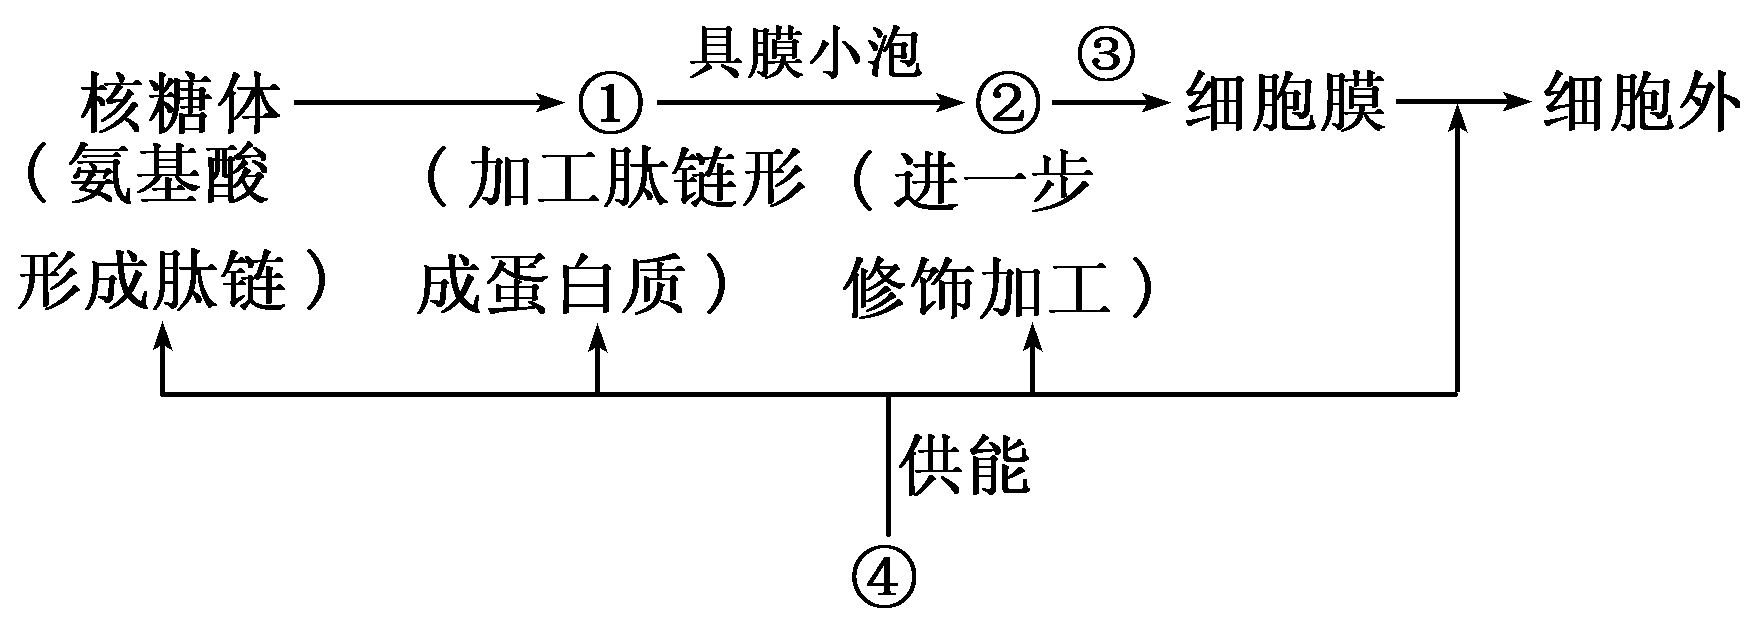 具膜小泡
③
核糖体 ① ② 细胞膜 细胞外
(氨基酸 (加工肽链形 (进一步
形成肽链) 成蛋白质) 修饰加工)
供能
④